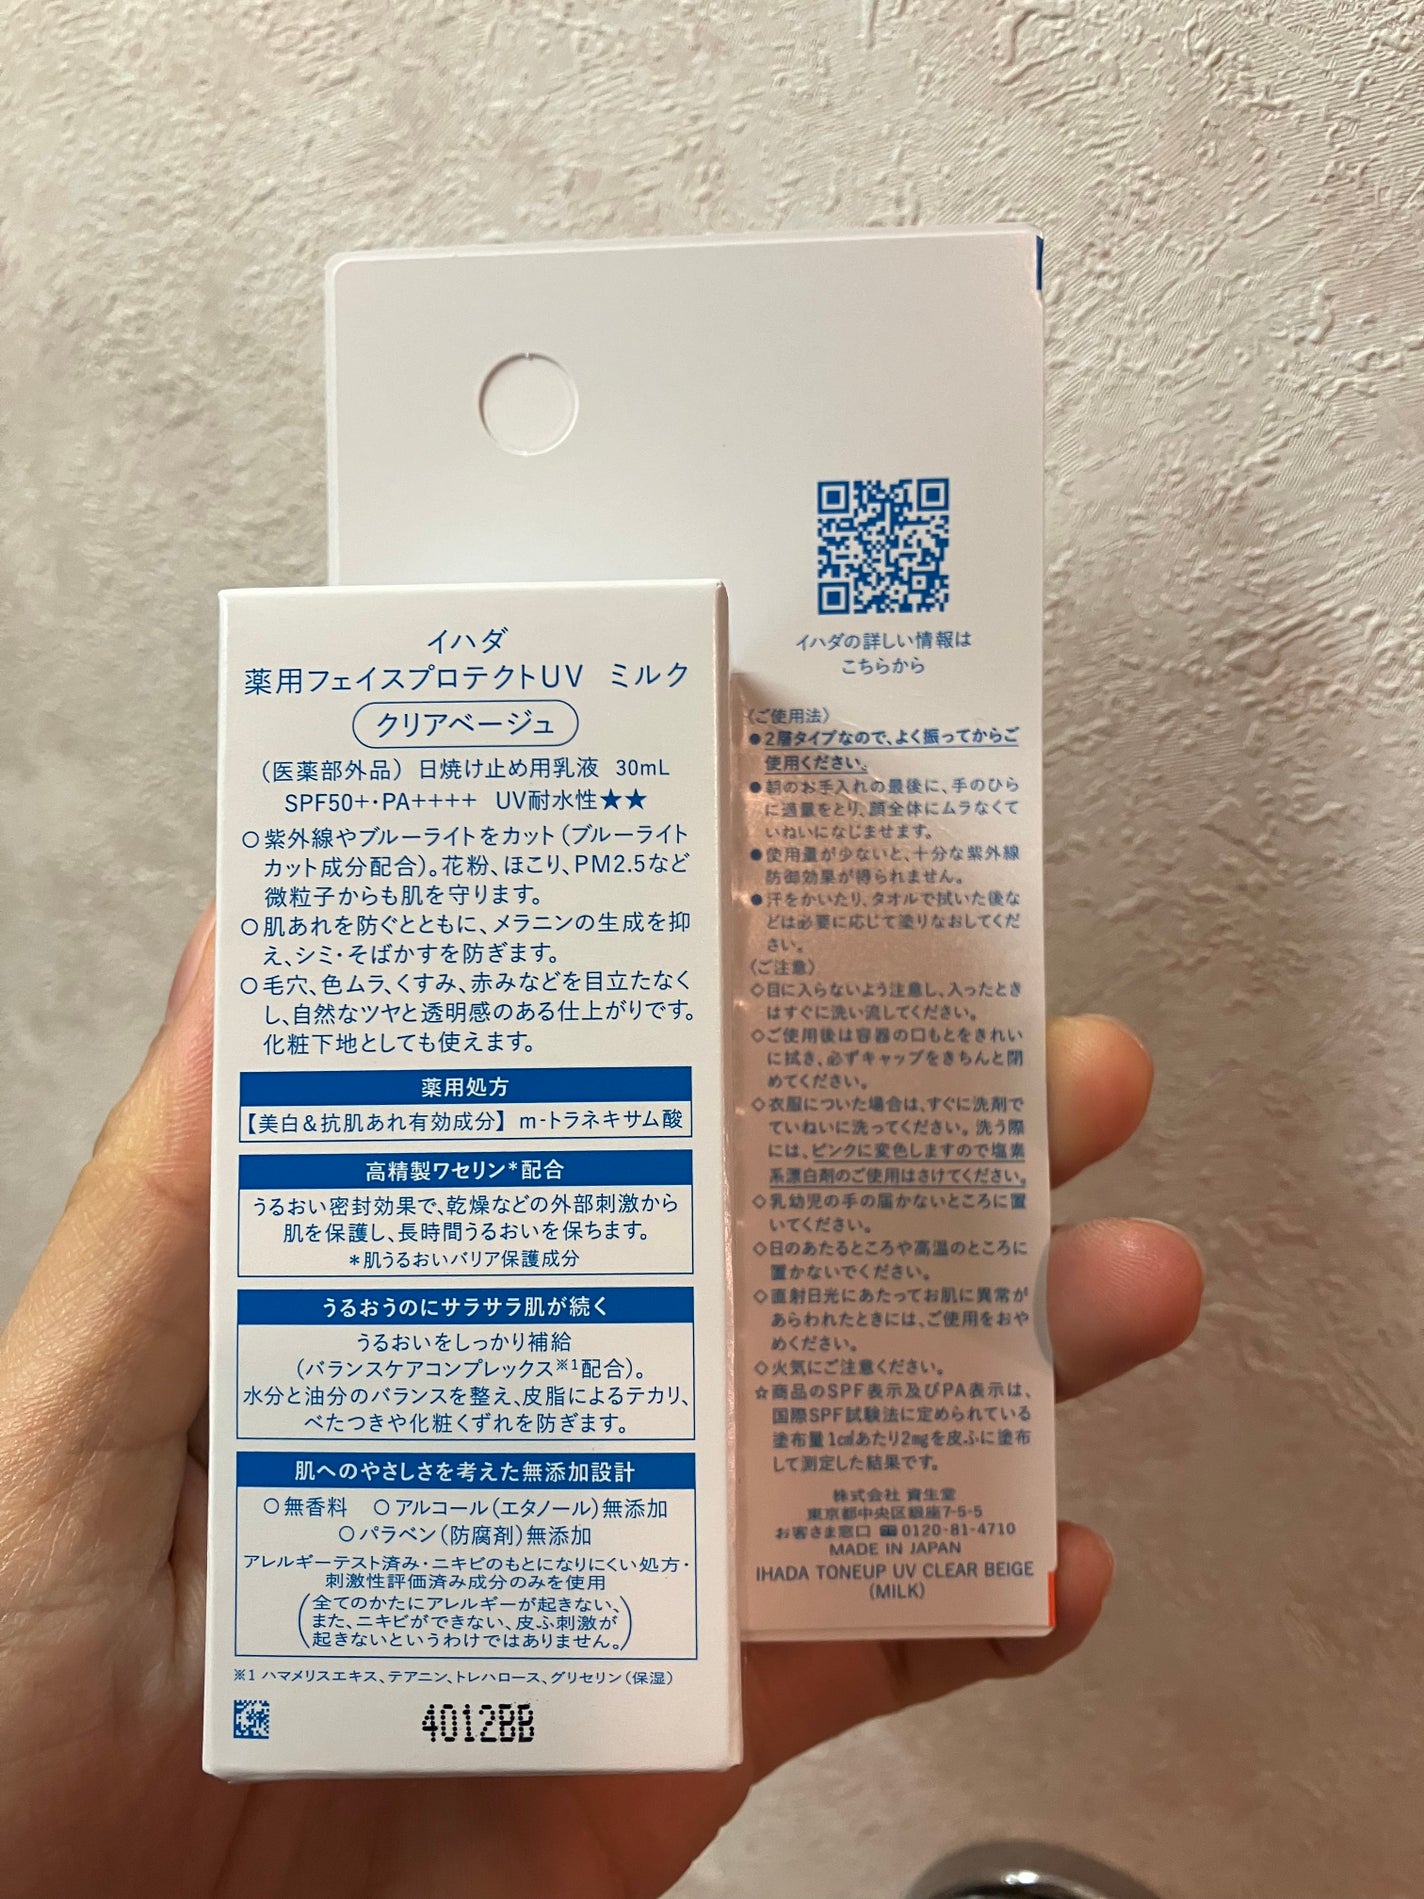 イハダ
薬用フェイスプロテクトUV ミルク
クリアベージュ
（医薬部外品）日焼け止め用乳液 30mL
SPF50+・PA++++ UV耐水性★★
○紫外線やブルーライトをカット（ブルーライト
カット成分配合）。花粉、ほこり、PM2.5など
微粒子からも肌を守ります。
○肌あれを防ぐとともに、メラニンの生成を抑
え、シミ・そばかすを防ぎます。
○毛穴、色ムラ、くすみ、赤みなどを目立たなく
し、自然なツヤと透明感のある仕上がりです。
化粧下地としても使えます。
薬用処方
【美白＆抗肌あれ有効成分】m-トラネキサム酸
高精製ワセリン*配合
うるおい密封効果で、乾燥などの外部刺激から
肌を保護し、長時間うるおいを保ちます。
*肌うるおいバリア保護成分
うるおうのにサラサラ肌が続く
うるおいをしっかり補給
（バランスケアコンプレックス※1配合）。
水分と油分のバランスを整え、皮脂によるテカリ、
べたつきや化粧くずれを防ぎます。
肌へのやさしさを考えた無添加設計
○無香料 ○アルコール（エタノール）無添加
○パラベン（防腐剤）無添加
アレルギーテスト済み・ニキビのもとになりにくい処方・
刺激性評価済み成分のみを使用
（全てのかたにアレルギーが起きない、
また、ニキビができない、皮ふ刺激が
起きないというわけではありません。）
※1 ハマメリスエキス、テアニン、トレハロース、グリセリン（保湿）
4012BB
イハダの詳しい情報は
こちらから
〈ご使用法〉
●2層タイプなので、よく振ってからご
使用ください。
●朝のお手入れの最後に、手のひら
に適量をとり、顔全体にムラなくて
いねいになじませます。
●使用量が少ないと、十分な紫外線
防御効果が得られません。
●汗をかいたり、タオルで拭いた後な
どは必要に応じて塗りなおしてくだ
さい。
〈ご注意〉
◇目に入らないよう注意し、入ったとき
はすぐに洗い流してください。
◇ご使用後は容器の口もとをきれい
に拭き、必ずキャップをきちんと閉
めてください。
◇衣服についた場合は、すぐに洗剤で
ていねいに洗ってください。洗う際
には、ピンクに変色しますので塩素
系漂白剤のご使用はさけてください。
◇乳幼児の手の届かないところに置
いてください。
◇日のあたるところや高温のところに
置かないでください。
◇直射日光にあたってお肌に異常が
あらわれたときには、ご使用をおや
めください。
◇火気にご注意ください。
☆商品のSPF表示及びPA表示は、
国際SPF試験法に定められている
塗布量1㎠あたり2㎎を皮ふに塗布
して測定した結果です。
株式会社 資生堂
東京都中央区銀座7-5-5
お客さま窓口 0120-81-4710
MADE IN JAPAN
IHADA TONEUP UV CLEAR BEIGE
(MILK)